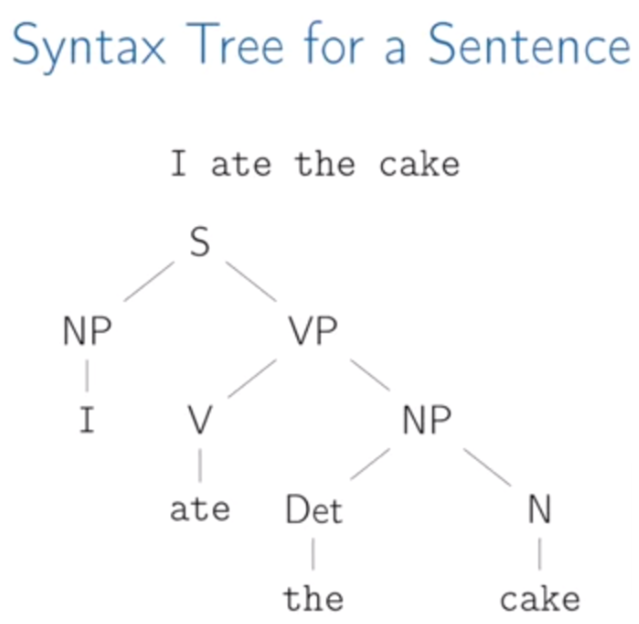 Syntax Tree for a Sentence
I ate the cake
S
NP VP
I V NP
ate Det N
the cake